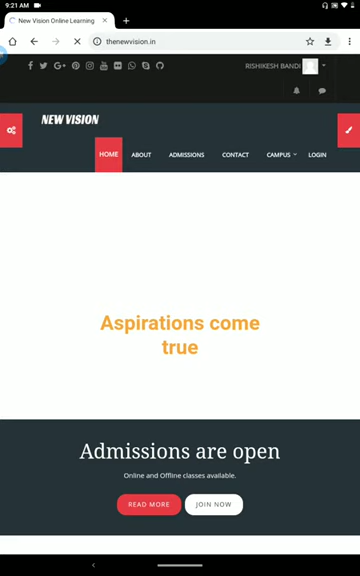 9:21 AM
New Vision Online Learning
thenewvision.in
RISHIKESH BANDI
NEW VISION
HOME ABOUT ADMISSIONS CONTACT CAMPUS LOGIN
Aspirations come
true
Admissions are open
Online and Offline classes available.
READ MORE JOIN NOW